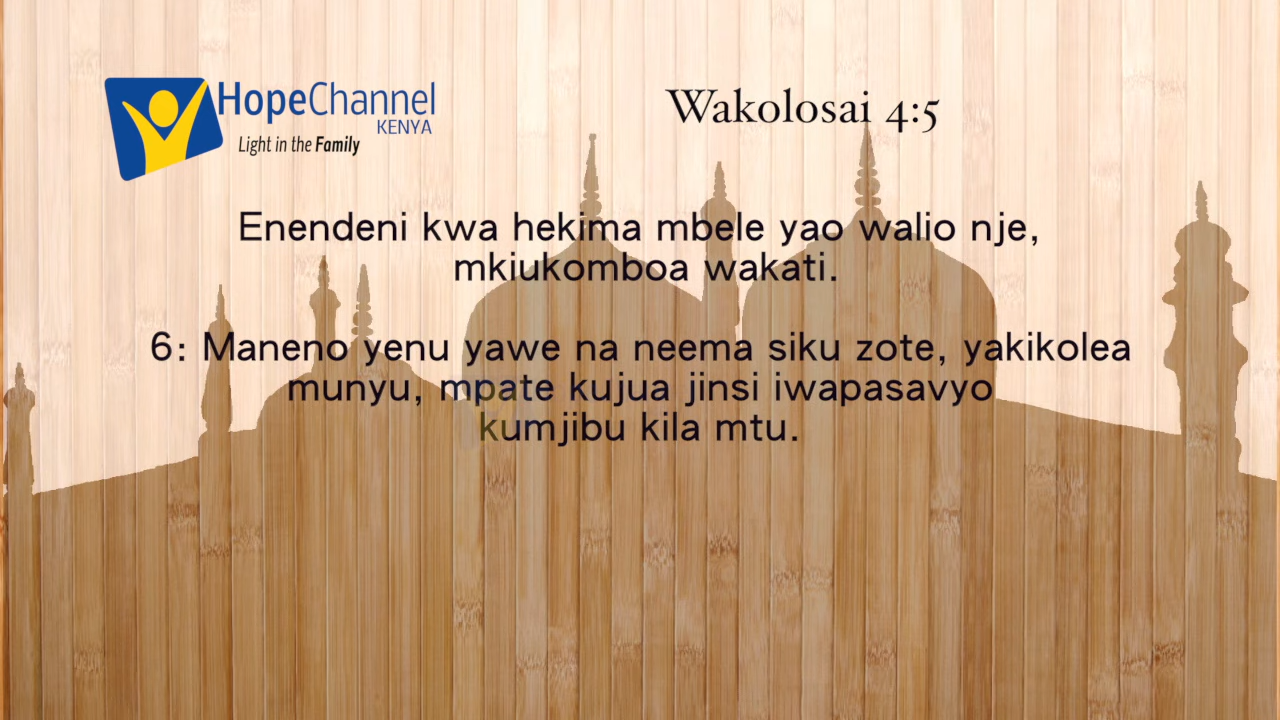 HopeChannel
KENYA
Light in the Family
Wakolosai 4:5
Enendeni kwa hekima mbele yao walio nje,
mkiukomboa wakati.
6: Maneno yenu yawe na neema siku zote, yakikolea
munyu, mpate kujua jinsi iwapasavyo
kumjibu kila mtu.